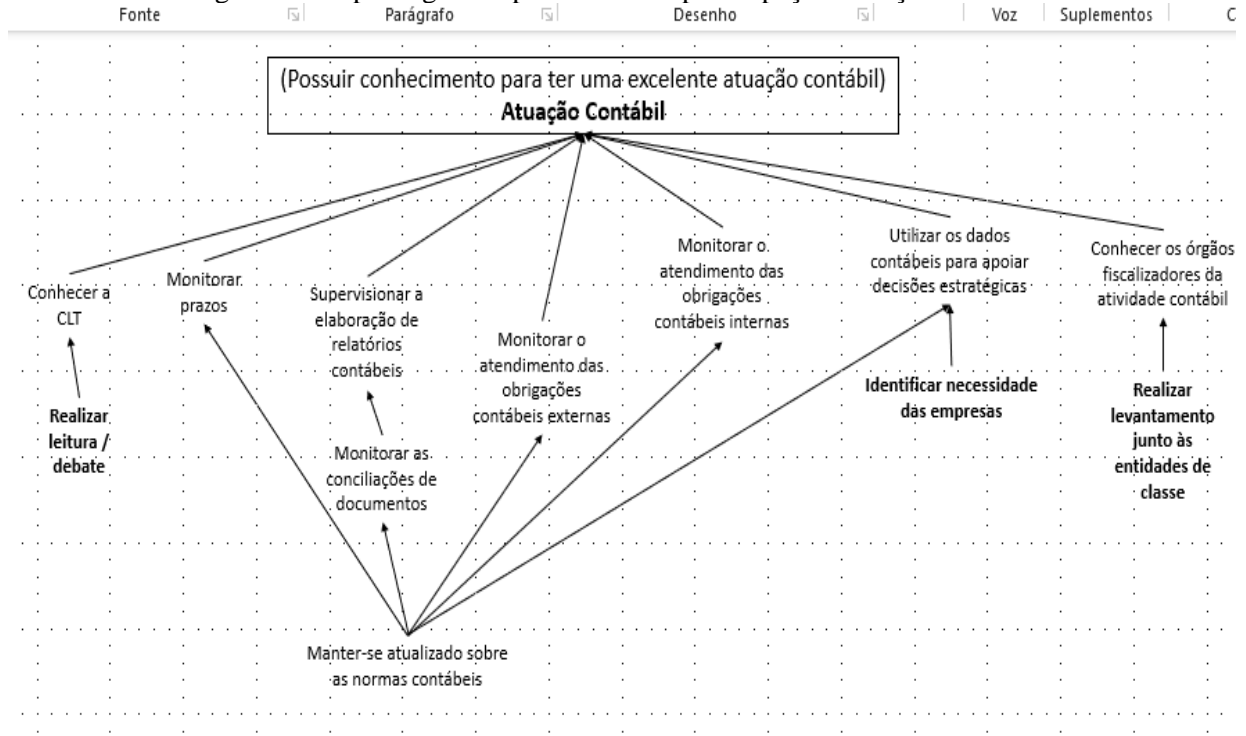 Fonte
Parágrafo
Desenho
Voz
Suplementos
(Possuir conhecimento para ter uma excelente atuação contábil)
Atuação Contábil
Conhecer a
CLT
Realizar
leitura /
debate
Monitorar
prazos
Supervisionar a
elaboração de
relatórios
contábeis
Monitorar as
conciliações de
documentos
Monitorar o
atendimento das
obrigações
contábeis externas
Monitorar o
atendimento das
obrigações
contábeis internas
Utilizar os dados
contábeis para apoiar
decisões estratégicas
Identificar necessidade
das empresas
Conhecer os órgãos
fiscalizadores da
atividade contábil
Realizar
levantamento
junto às
entidades de
classe
Manter-se atualizado sobre
as normas contábeis